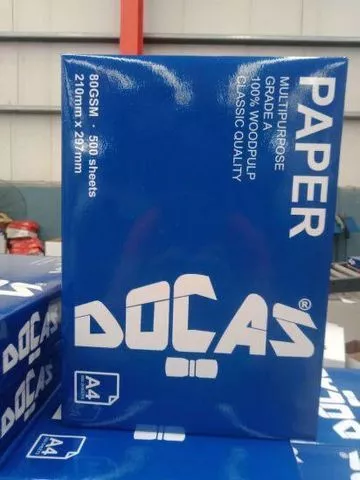 PAPER
MULTIPURPOSE
GRADE A
100% WOODPULP
CLASSIC QUALITY
80GSM · 500 sheets
210mm x 297mm
DOCAS®
A4
DOCAS
DOCAS
A4